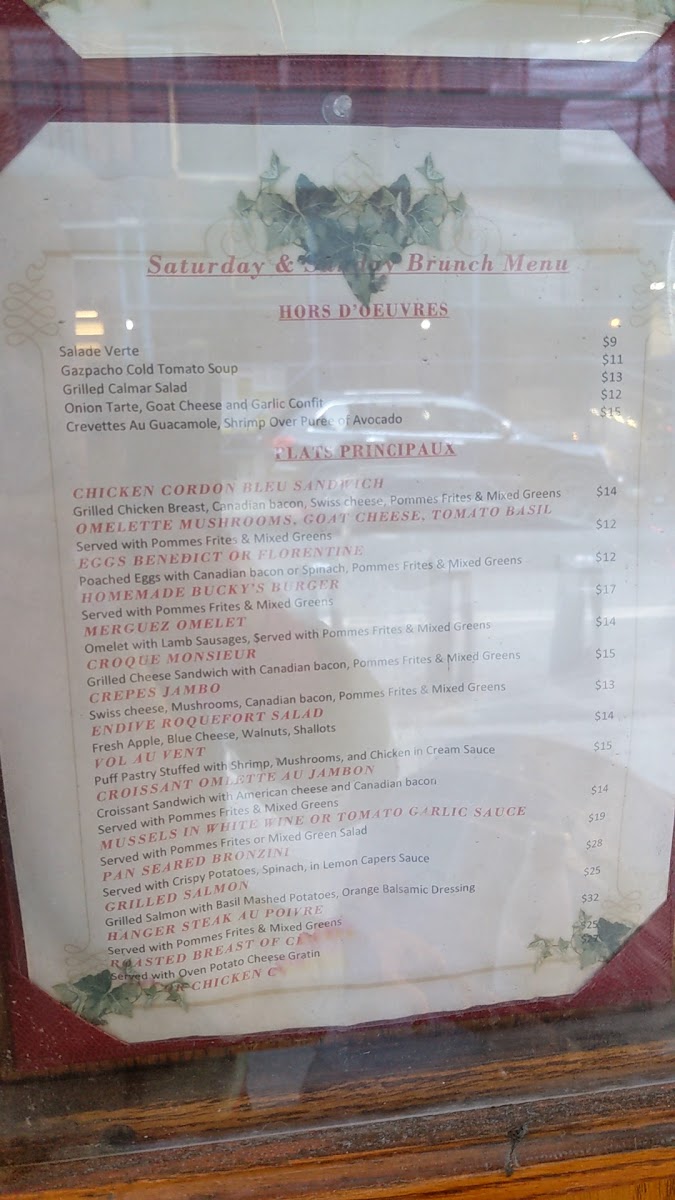 Saturday & Sunday Brunch Menu
HORS D'OEUVRES
Salade Verte $9
Gazpacho Cold Tomato Soup $11
Grilled Calmar Salad $13
Onion Tarte, Goat Cheese and Garlic Confit $12
Crevettes Au Guacamole, Shrimp Over Puree of Avocado $15
PLATS PRINCIPAUX
CHICKEN CORDON BLEU SANDWICH
Grilled Chicken Breast, Canadian bacon, Swiss cheese, Pommes Frites & Mixed Greens $14
OMELETTE MUSHROOMS, GOAT CHEESE, TOMATO BASIL
Served with Pommes Frites & Mixed Greens $12
EGGS BENEDICT OR FLORENTINE
Poached Eggs with Canadian bacon or Spinach, Pommes Frites & Mixed Greens $12
HOMEMADE BUCKY'S BURGER
Served with Pommes Frites & Mixed Greens $17
MERGUEZ OMELET
Omelet with Lamb Sausages, Served with Pommes Frites & Mixed Greens $14
CROQUE MONSIEUR
Grilled Cheese Sandwich with Canadian bacon, Pommes Frites & Mixed Greens $15
CREPES JAMBO
Swiss cheese, Mushrooms, Canadian bacon, Pommes Frites & Mixed Greens $13
ENDIVE ROQUEFORT SALAD
Fresh Apple, Blue Cheese, Walnuts, Shallots $14
VOL AU VENT
Puff Pastry Stuffed with Shrimp, Mushrooms, and Chicken in Cream Sauce $15
CROISSANT OMLETTE AU JAMBON
Croissant Sandwich with American cheese and Canadian bacon
Served with Pommes Frites & Mixed Greens $14
MUSSELS IN WHITE WINE OR TOMATO GARLIC SAUCE
Served with Pommes Frites or Mixed Green Salad $19
PAN SEARED BRONZINI
Served with Crispy Potatoes, Spinach, in Lemon Capers Sauce $28
GRILLED SALMON
Grilled Salmon with Basil Mashed Potatoes, Orange Balsamic Dressing $25
HANGER STEAK AU POIVRE
Served with Pommes Frites & Mixed Greens $32
ROASTED BREAST OF
Served with Oven Potato Cheese Gratin $25
CHICKEN